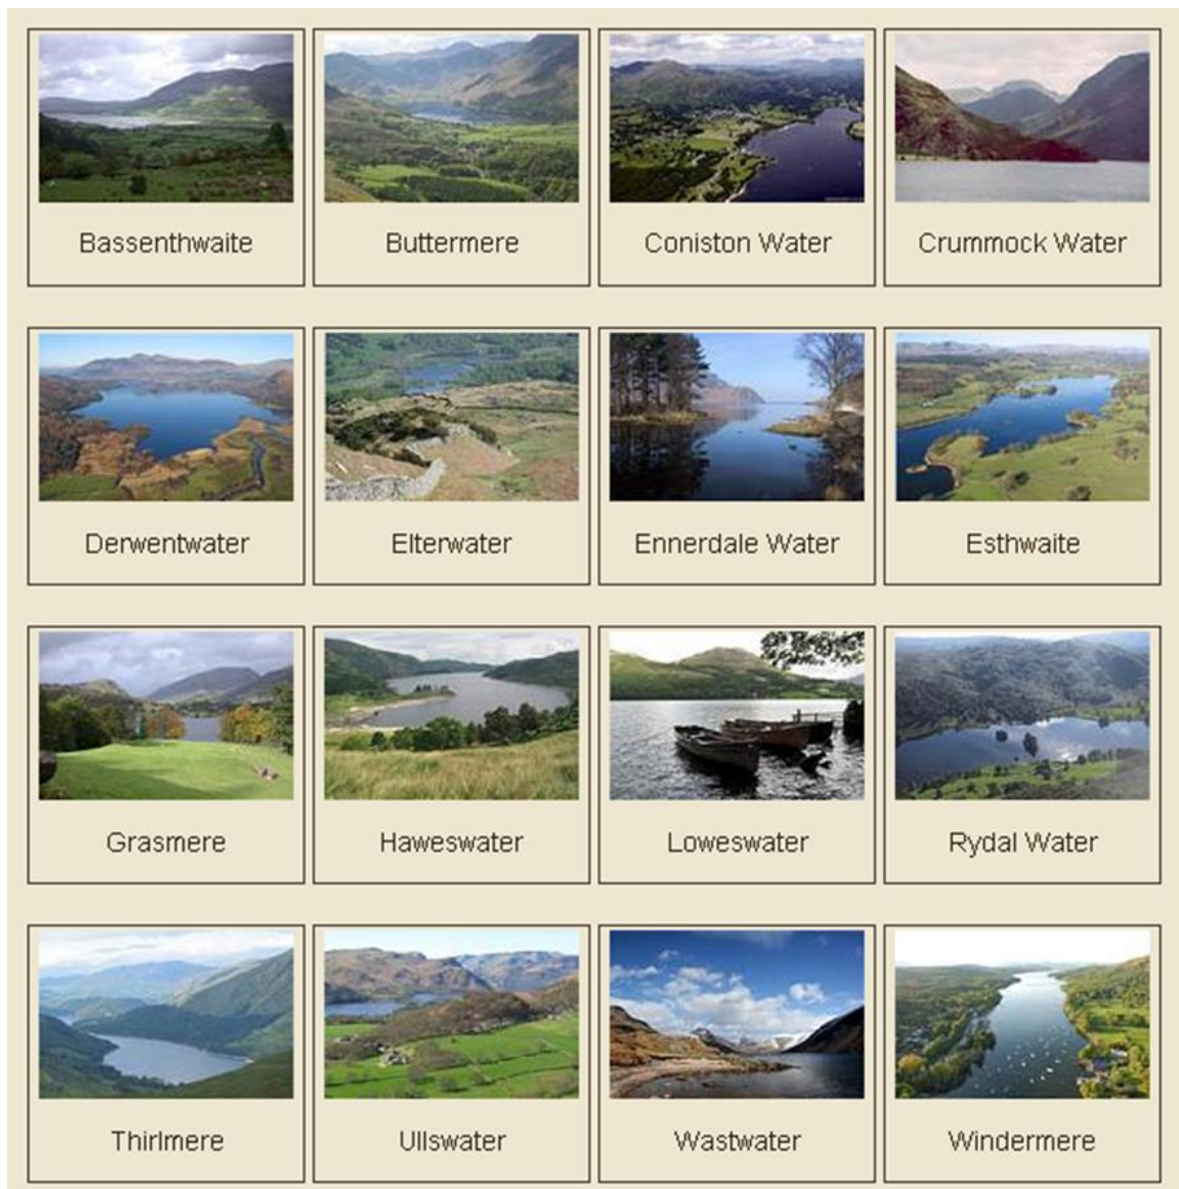 Bassenthwaite
Buttermere
Coniston Water
Crummock Water
Derwentwater
Elterwater
Ennerdale Water
Esthwaite
Grasmere
Haweswater
Loweswater
Rydal Water
Thirlmere
Ullswater
Wastwater
Windermere